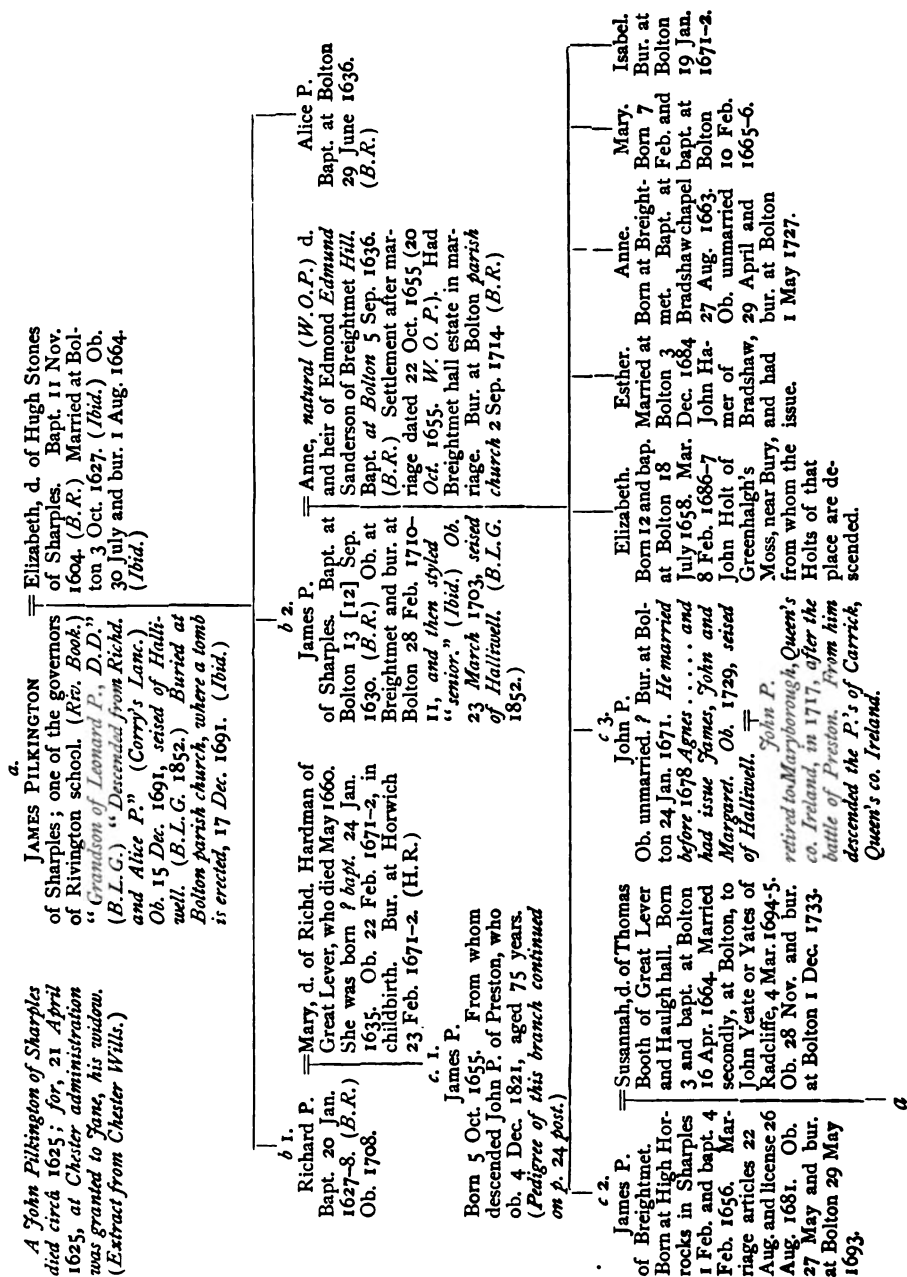 A John Pilkington of Sharples
died circâ 1625; for, 21 April
1625, at Chester administration
was granted to Jane, his widow.
(Extract from Chester Wills.)
a.
JAMES PILKINGTON
of Sharples; one of the governors
of Rivington school. (Riv. Book.)
"Grandson of Leonard P., D.D."
(B.L.G.) "Descended from Richd.
and Alice P." (Corry's Lanc.)
Ob. 15 Dec. 1691, seised of Halli-
well. (B.L.G. 1852.) Buried at
Bolton parish church, where a tomb
is erected, 17 Dec. 1691. (Ibid.)
= Elizabeth, d. of Hugh Stones
of Sharples. Bapt. 11 Nov.
1604. (B.R.) Married at Bol-
ton 3 Oct. 1627. (Ibid.) Ob.
30 July and bur. 1 Aug. 1664.
(Ibid.)
b 1.
Richard P.
Bapt. 20 Jan.
1627-8. (B.R.)
Ob. 1708.
= Mary, d. of Richd. Hardman of
Great Lever, who died May 1660.
She was born ? bapt. 24 Jan.
1635. Ob. 22 Feb. 1671-2, in
childbirth. Bur. at Horwich
23 Feb. 1671-2. (H.R.)
b 2.
James P.
of Sharples. Bapt. at
Bolton 13 [12] Sep.
1630. (B.R.) Ob. at
Breightmet and bur. at
Bolton 28 Feb. 1710-
11, and then styled
"senior." (Ibid.) Ob.
23 March 1703, seised
of Halliwell. (B.L.G.
1852.)
= Anne, natural (W.O.P.) d.
and heir of Edmond Edmund
Sanderson of Breightmet Hill.
Bapt. at Bolton 5 Sep. 1636.
(B.R.) Settlement after mar-
riage dated 22 Oct. 1655 (20
Oct. 1655. W. O. P.). Had
Breightmet hall estate in mar-
riage. Bur. at Bolton parish
church 2 Sep. 1714. (B.R.)
Alice P.
Bapt. at Bolton
29 June 1636.
(B.R.)
c. 1.
James P.
Born 5 Oct. 1655. From whom
descended John P. of Preston, who
ob. 4 Dec. 1821, aged 75 years.
(Pedigree of this branch continued
on p. 24 post.)
c 2.
James P.
of Breightmet.
Born at High Hor-
rocks in Sharples
1 Feb. and bapt. 4
Feb. 1656. Mar-
riage articles 22
Aug. and license 26
Aug. 1681. Ob.
27 May and bur.
at Bolton 29 May
1693.
= Susannah, d. of Thomas
Booth of Great Lever
and Haulgh hall. Born
3 and bapt. at Bolton
16 Apr. 1664. Married
secondly, at Bolton, to
John Yeate or Yates of
Radcliffe, 4 Mar. 1694-5.
Ob. 28 Nov. and bur.
at Bolton 1 Dec. 1733.
a
c 3.
John P.
Ob. unmarried. ? Bur. at Bol-
ton 24 Jan. 1671. He married
before 1678 Agnes . . . . . and
had issue James, John and
Margaret. Ob. 1729, seised
of Halliwell. =
John P.
retired to Maryborough, Queen's
co. Ireland, in 1717, after the
battle of Preston. From him
descended the P.'s of Carrick,
Queen's co. Ireland.
Elizabeth.
Born 12 and bap.
at Bolton 18
July 1658. Mar.
8 Feb. 1686-7
John Holt of
Greenhalgh's
Moss, near Bury,
from whom the
Holts of that
place are de-
scended.
Esther.
Married at
Bolton 3
Dec. 1684
John Ha-
mer of
Bradshaw,
and had
issue.
Anne.
Born at Breight-
met. Bapt. at
Bradshaw chapel
27 Aug. 1663.
Ob. unmarried
29 April and
bur. at Bolton
1 May 1727.
Mary.
Born 7
Feb. and
bapt. at
Bolton
10 Feb.
1665-6.
Isabel.
Bur. at
Bolton
19 Jan.
1671-2.